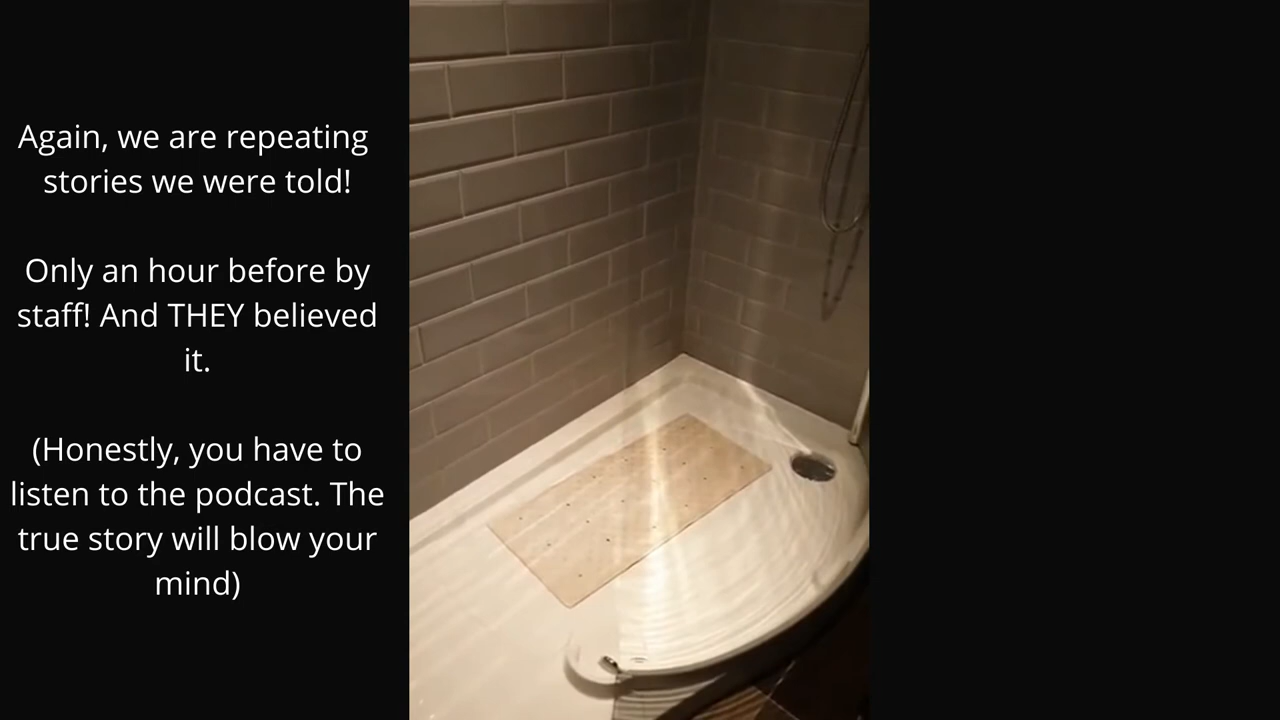 Again, we are repeating
stories we were told!
Only an hour before by
staff! And THEY believed
it.
(Honestly, you have to
listen to the podcast. The
true story will blow your
mind)